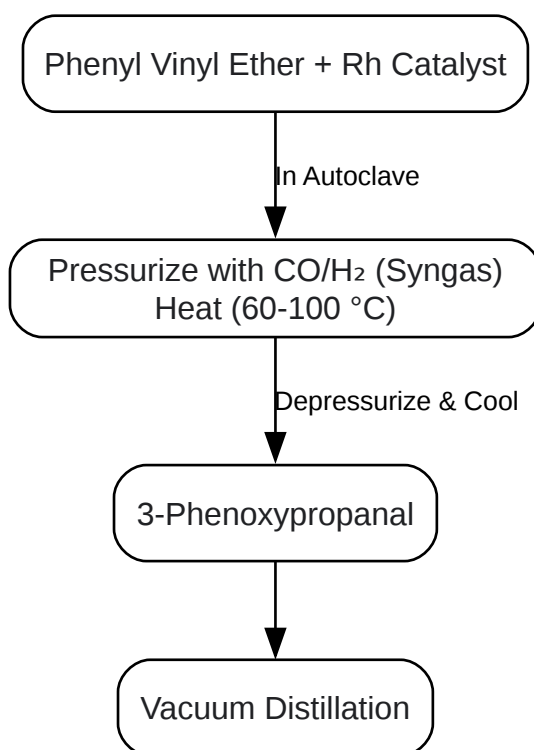 Phenyl Vinyl Ether + Rh Catalyst
In Autoclave
Pressurize with CO/H₂ (Syngas)
Heat (60-100 °C)
Depressurize & Cool
3-Phenoxypropanal
Vacuum Distillation